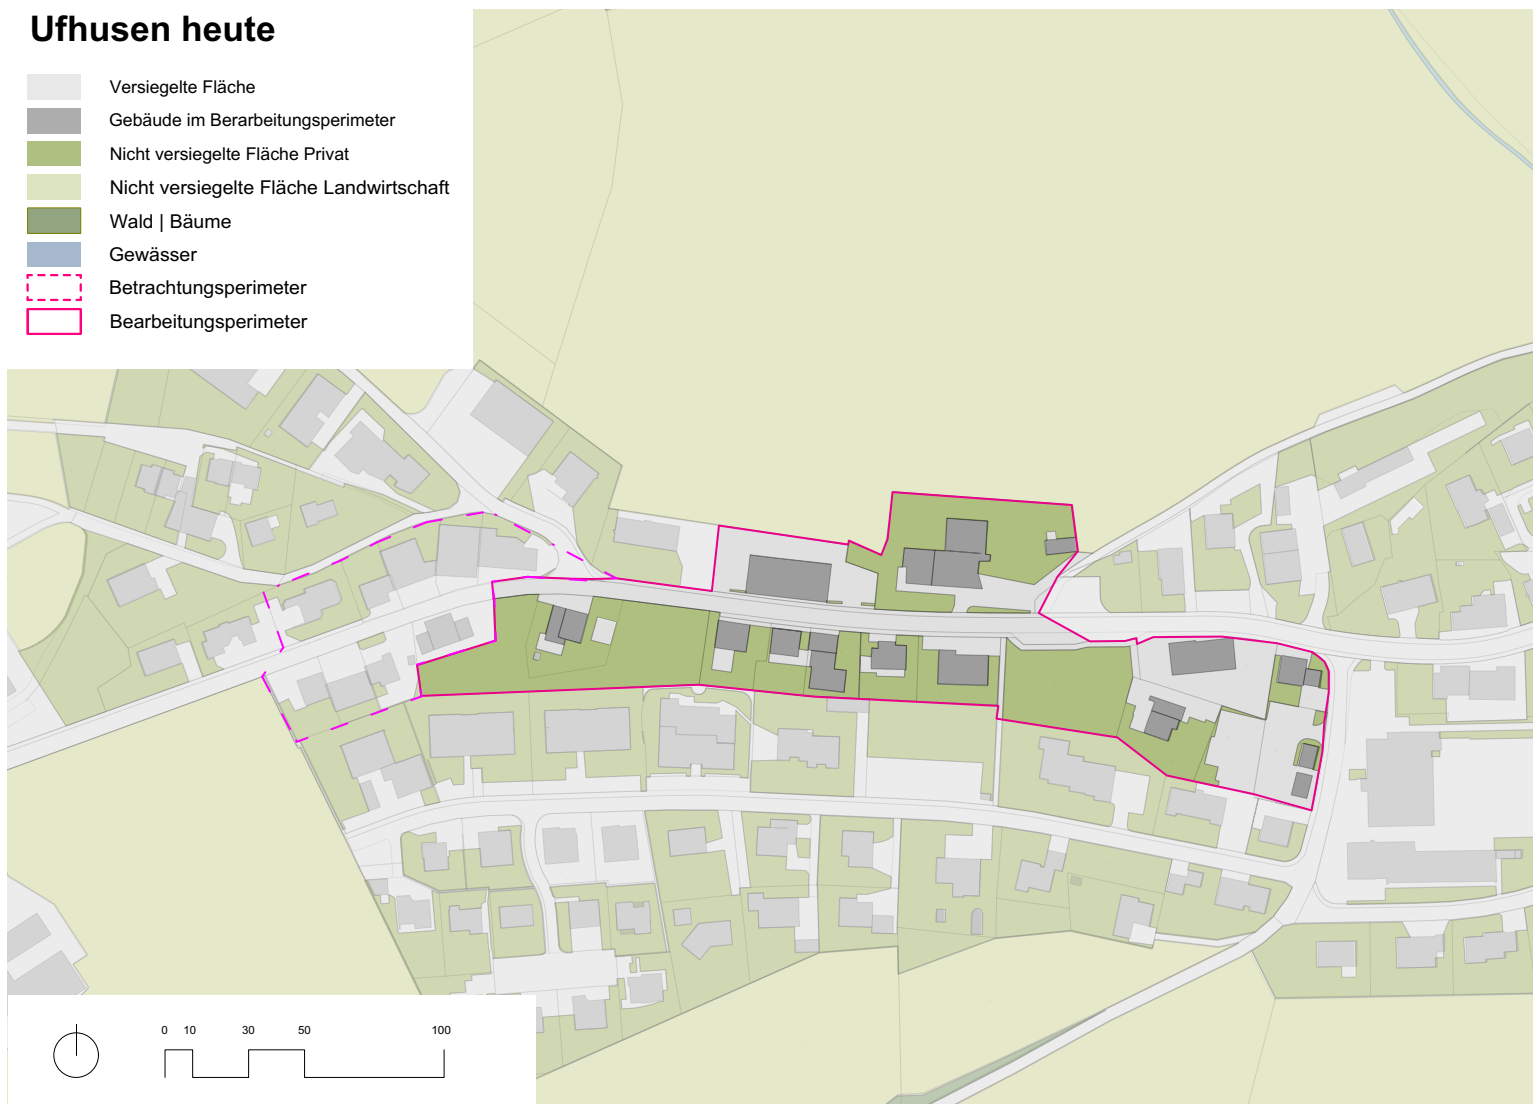 Ufhusen heute
Versiegelte Fläche
Gebäude im Berarbeitungsperimeter
Nicht versiegelte Fläche Privat
Nicht versiegelte Fläche Landwirtschaft
Wald | Bäume
Gewässer
Betrachtungsperimeter
Bearbeitungsperimeter
0 10 30 50 100